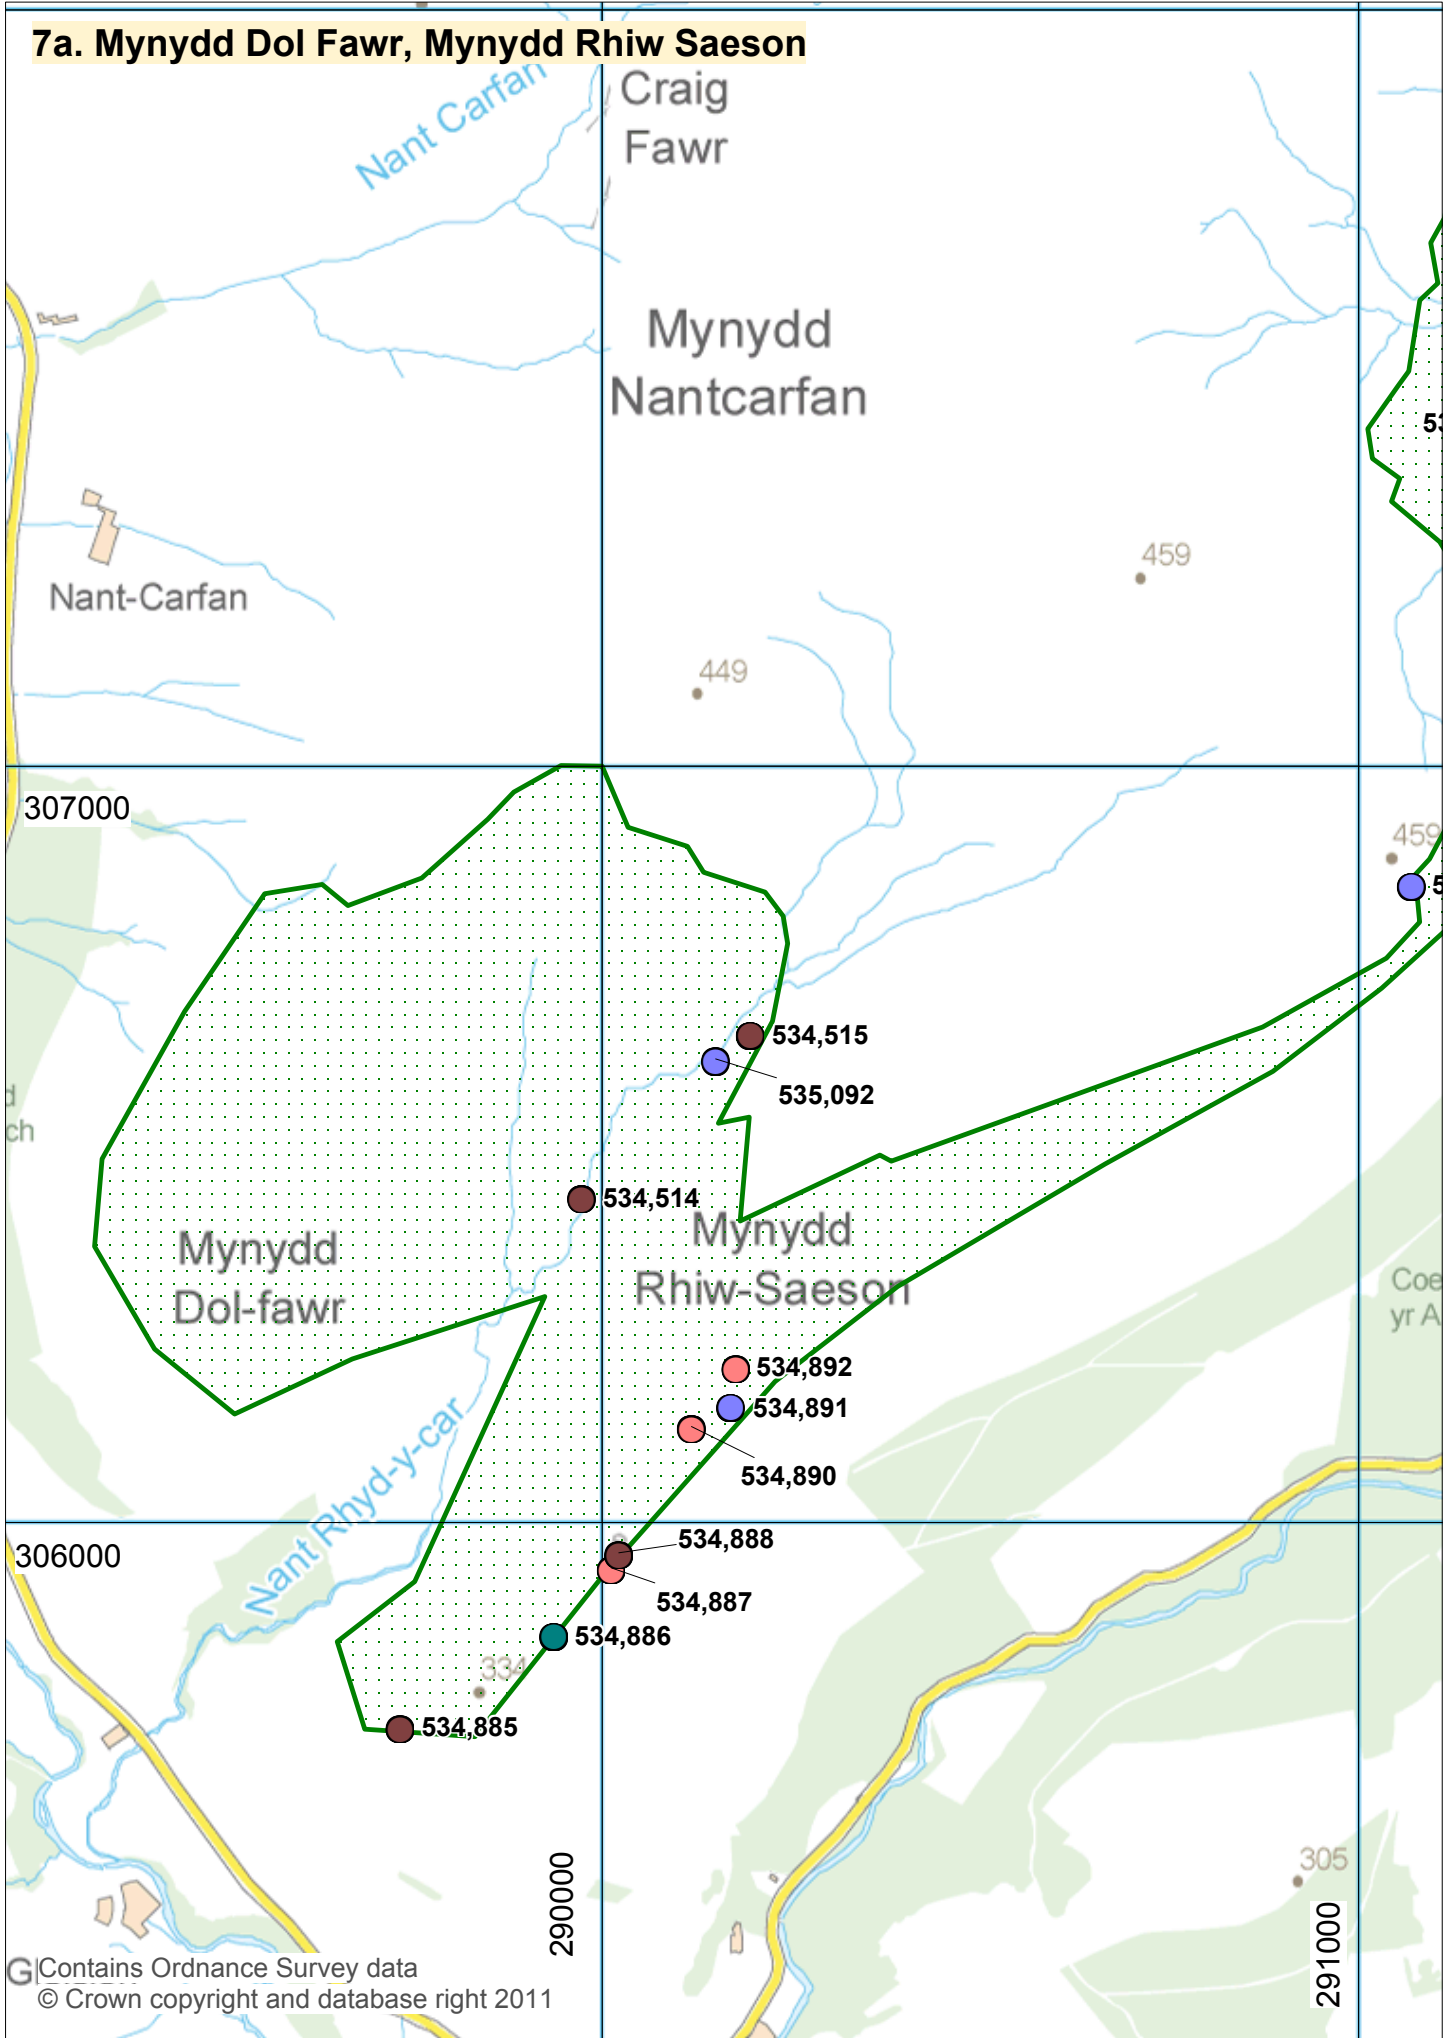 7a. Mynydd Dol Fawr, Mynydd Rhiw Saeson
Nant Carfan
Craig
Fawr
Mynydd
Nantcarfan
Nant-Carfan
459
449
307000
459
534,515
535,092
534,514
Mynydd
Dol-fawr
Mynydd
Rhiw-Saeson
534,892
534,891
534,890
Nant Rhyd-y-car
306000
534,888
534,887
534,886
334
534,885
305
290000
291000
Contains Ordnance Survey data
© Crown copyright and database right 2011